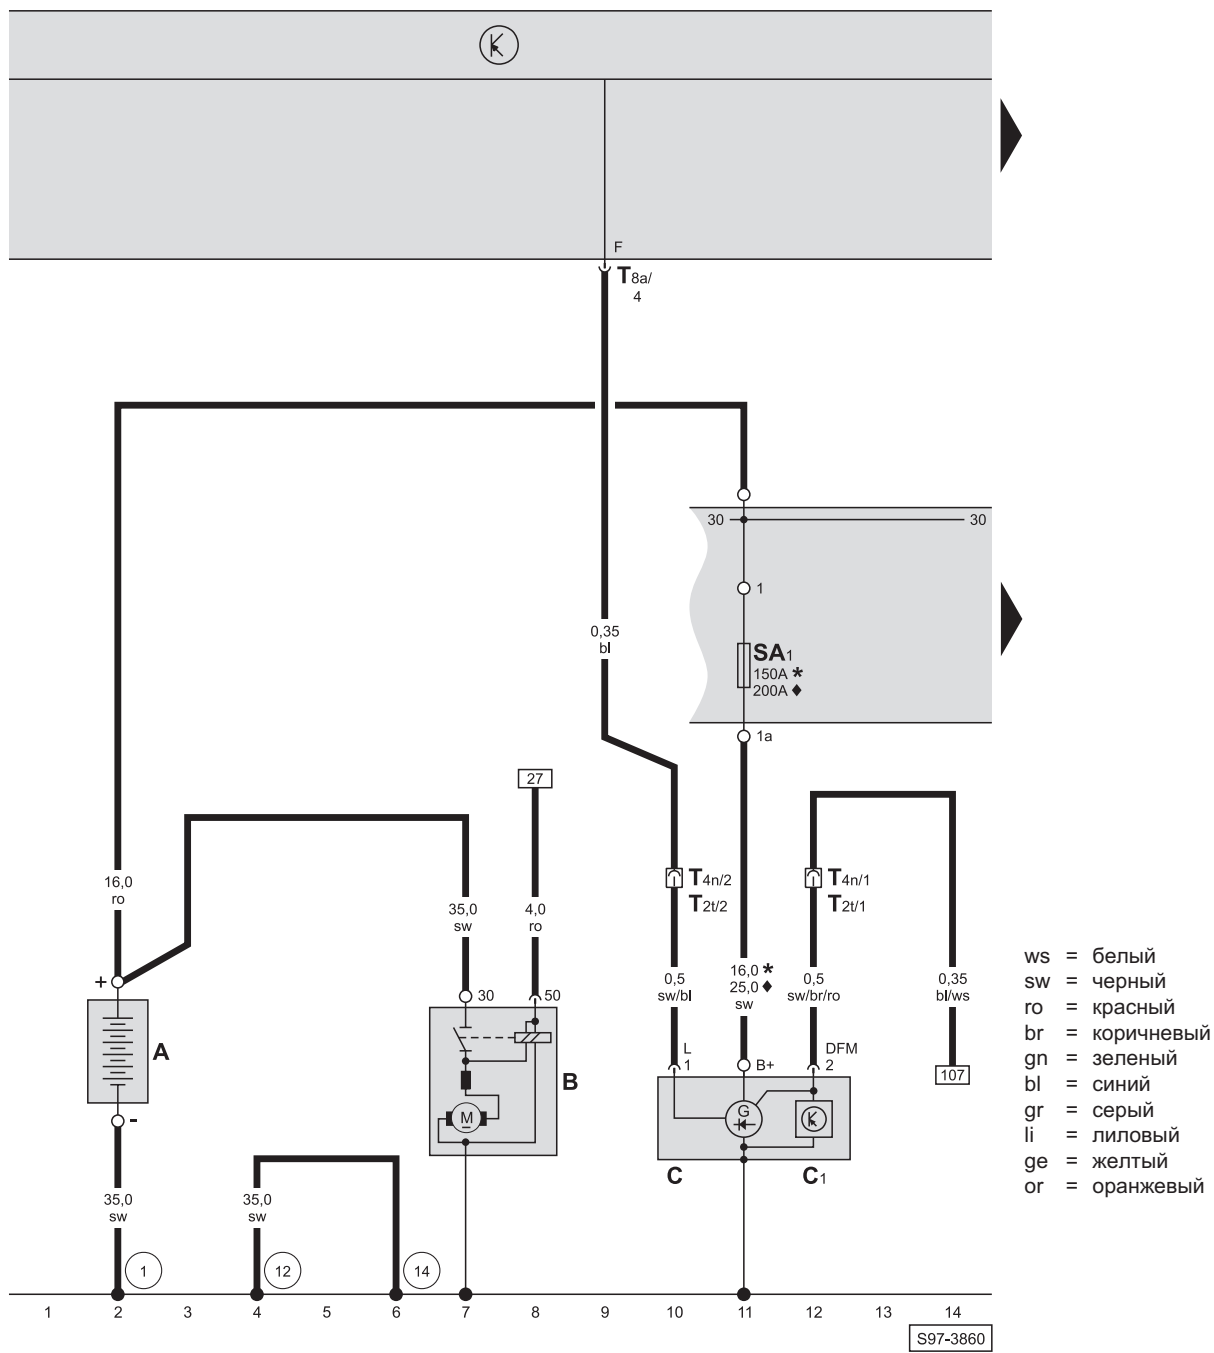 F
T8a/
4
30
30
1
0,35
bl
SA1
150A *
200A ♦
1a
27
T4n/2
T2t/2
T4n/1
T2t/1
16,0
ro
35,0
sw
4,0
ro
0,5
sw/bl
16,0 *
25,0 ♦
sw
0,5
sw/br/ro
0,35
bl/ws
+
30
50
A
B
-
M
L
1
B+
DFM
2
107
G
C
C1
35,0
sw
35,0
sw
1
12
14
1 2 3 4 5 6 7 8 9 10 11 12 13 14
S97-3860
ws = белый
sw = черный
ro = красный
br = коричневый
gn = зеленый
bl = синий
gr = серый
li = лиловый
ge = желтый
or = оранжевый